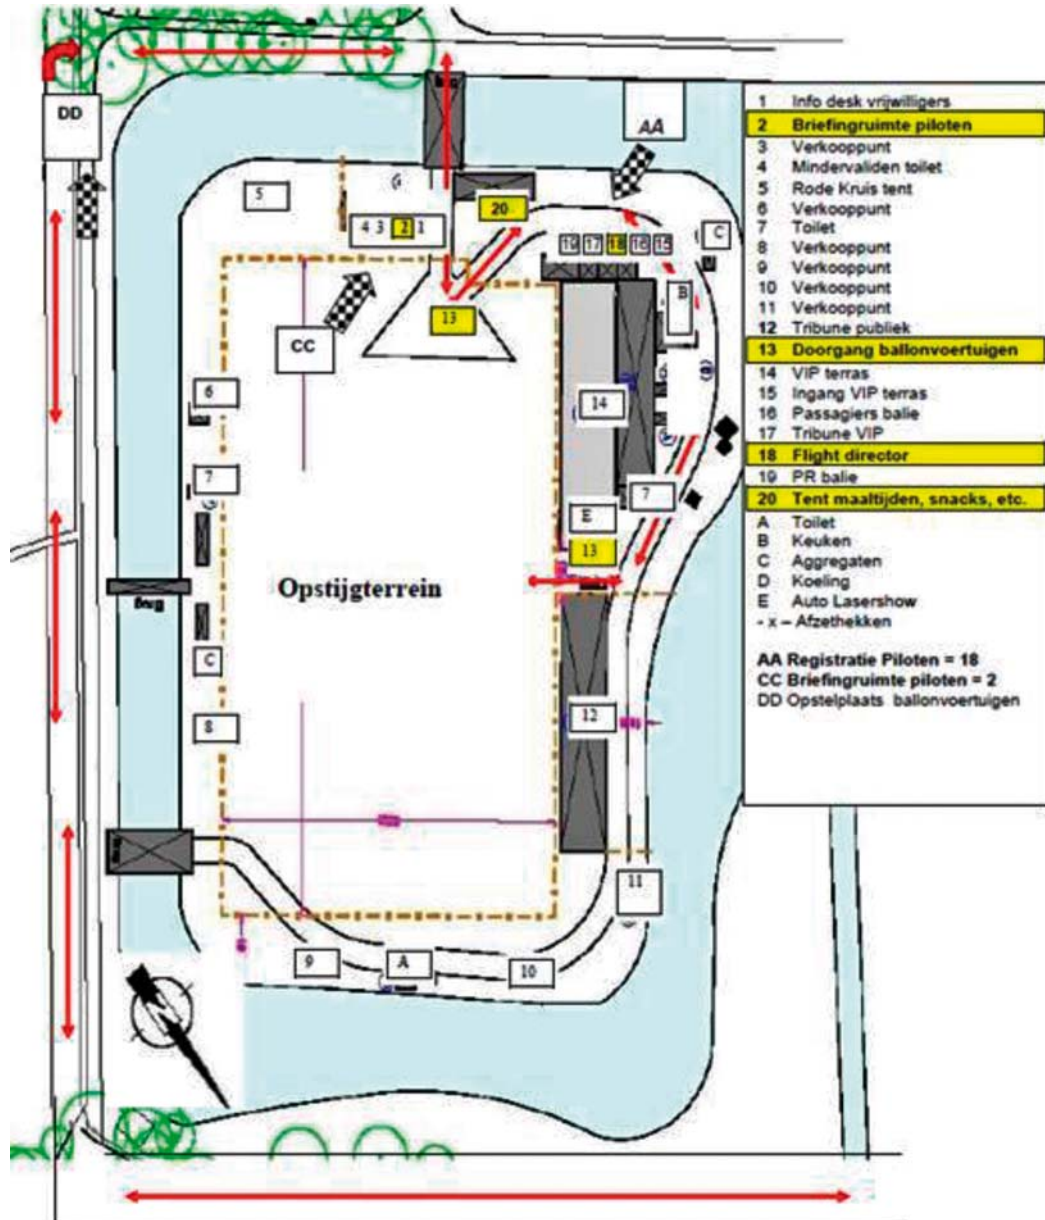 DD
Brug
AA
5
G
4 3 2 1
20
19 17 18 16 15
C
13
B
CC
6
14
7
7
E
13
Opstijgterrein
Brug
C
8
12
11
9
A
10
1 Info desk vrijwilligers
2 Briefingruimte piloten
3 Verkooppunt
4 Mindervaliden toilet
5 Rode Kruis tent
6 Verkooppunt
7 Toilet
8 Verkooppunt
9 Verkooppunt
10 Verkooppunt
11 Verkooppunt
12 Tribune publiek
13 Doorgang ballonvoertuigen
14 VIP terras
15 Ingang VIP terras
16 Passagiers balie
17 Tribune VIP
18 Flight director
19 PR balie
20 Tent maaltijden, snacks, etc.
A Toilet
B Keuken
C Aggregaten
D Koeling
E Auto Lasershow
- x – Afzethekken
AA Registratie Piloten = 18
CC Briefingruimte piloten = 2
DD Opstelplaats ballonvoertuigen